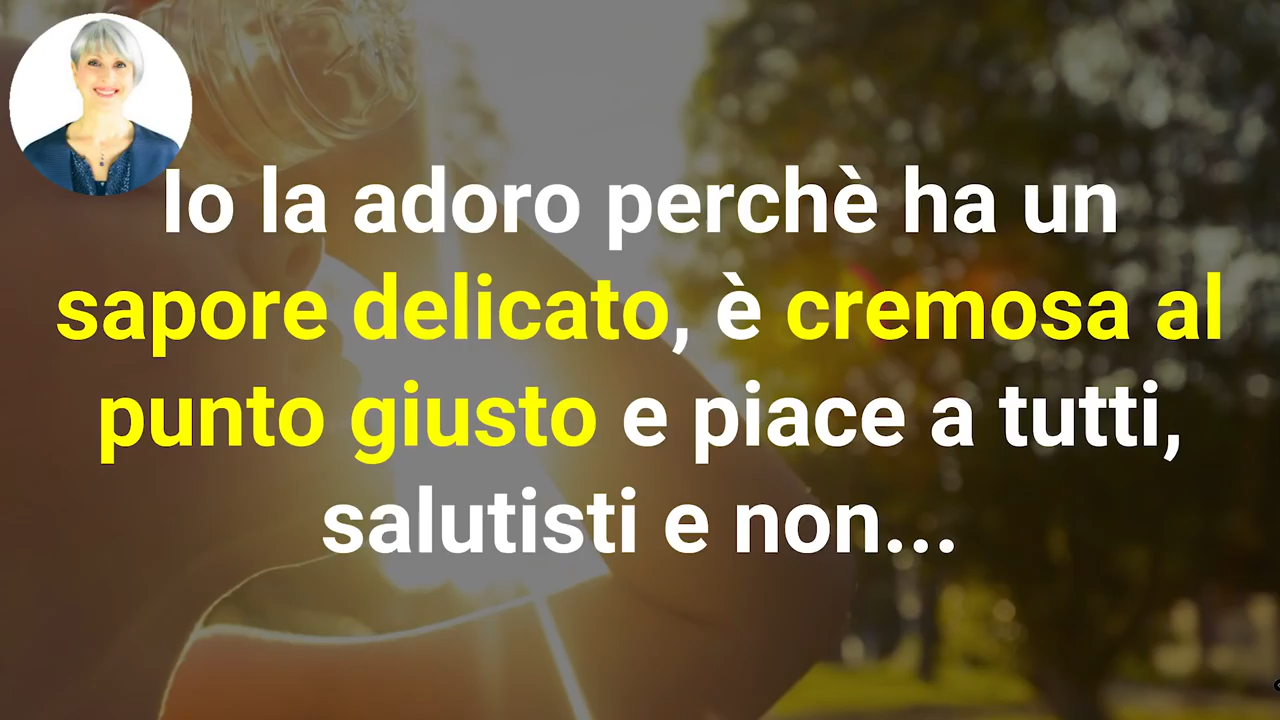 Io la adoro perchè ha un
sapore delicato, è cremosa al
punto giusto e piace a tutti,
salutisti e non...